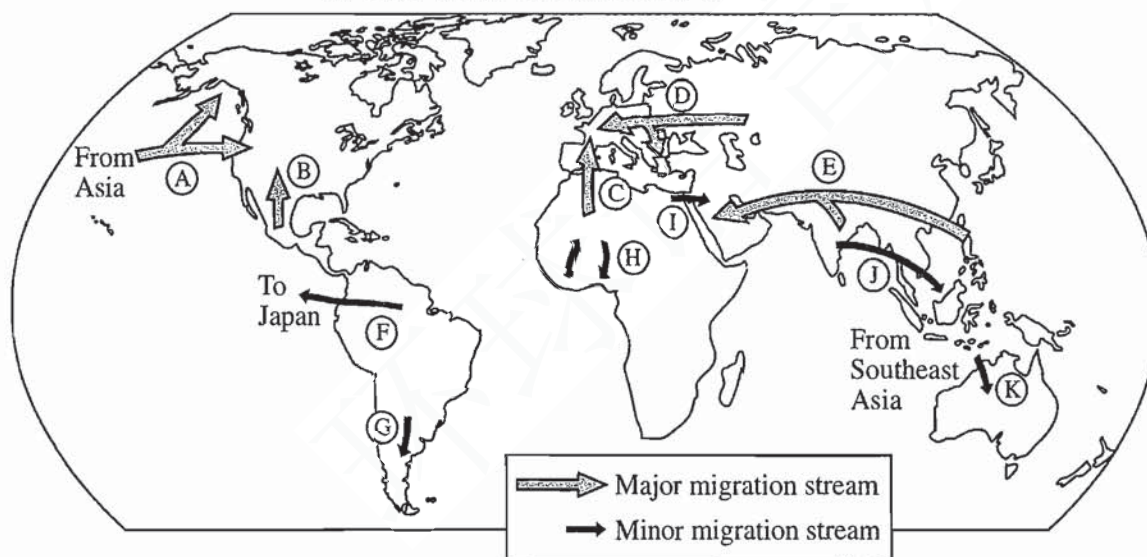 D
From
Asia
A
B
E
C
I
H
J
To
Japan
F
From
Southeast
Asia
K
G
Major migration stream
Minor migration stream